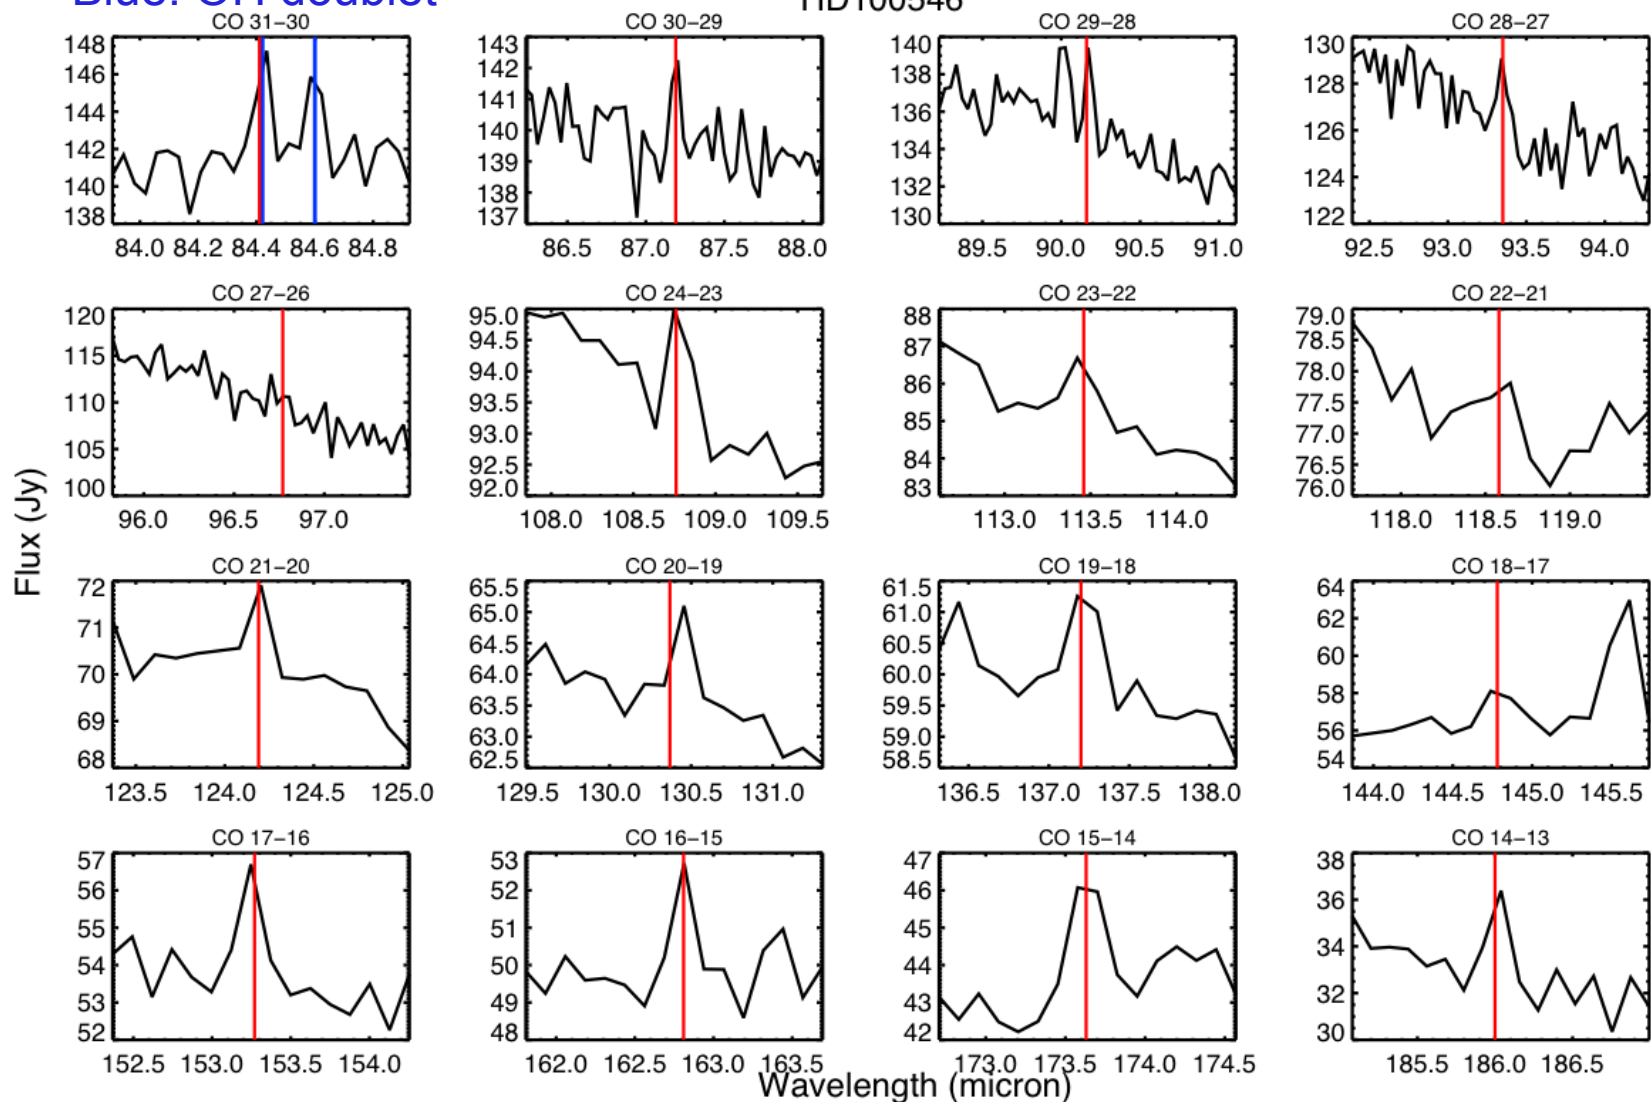 Blue: OH doublet
HD100546
CO 31-30 CO 30-29 CO 29-28 CO 28-27
148 146 144 142 140 138
84.0 84.2 84.4 84.6 84.8
143 142 141 140 139 138 137
86.5 87.0 87.5 88.0
140 138 136 134 132 130
89.5 90.0 90.5 91.0
130 128 126 124 122
92.5 93.0 93.5 94.0
CO 27-26 CO 24-23 CO 23-22 CO 22-21
120 115 110 105 100
96.0 96.5 97.0
95.0 94.5 94.0 93.5 93.0 92.5 92.0
108.0 108.5 109.0 109.5
88 87 86 85 84 83
113.0 113.5 114.0
79.0 78.5 78.0 77.5 77.0 76.5 76.0
118.0 118.5 119.0
Flux (Jy)
CO 21-20 CO 20-19 CO 19-18 CO 18-17
72 71 70 69 68
123.5 124.0 124.5 125.0
65.5 65.0 64.5 64.0 63.5 63.0 62.5
129.5 130.0 130.5 131.0
61.5 61.0 60.5 60.0 59.5 59.0 58.5
136.5 137.0 137.5 138.0
64 62 60 58 56 54
144.0 144.5 145.0 145.5
CO 17-16 CO 16-15 CO 15-14 CO 14-13
57 56 55 54 53 52
152.5 153.0 153.5 154.0
53 52 51 50 49 48
162.0 162.5 163.0 163.5
47 46 45 44 43 42
173.0 173.5 174.0 174.5
38 36 34 32 30
185.5 186.0 186.5
Wavelength (micron)